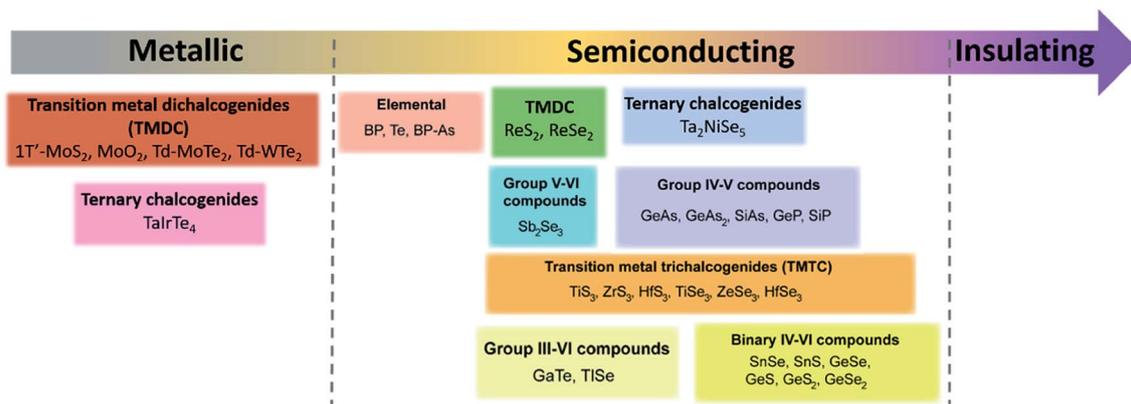 Metallic
Semiconducting
Insulating
Transition metal dichalcogenides
(TMDC)
1T′-MoS₂, MoO₂, Td-MoTe₂, Td-WTe₂
Ternary chalcogenides
TaIrTe₄
Elemental
BP, Te, BP-As
TMDC
ReS₂, ReSe₂
Ternary chalcogenides
Ta₂NiSe₅
Group V-VI
compounds
Sb₂Se₃
Group IV-V compounds
GeAs, GeAs₂, SiAs, GeP, SiP
Transition metal trichalcogenides (TMTC)
TiS₃, ZrS₃, HfS₃, TiSe₃, ZeSe₃, HfSe₃
Group III-VI compounds
GaTe, TlSe
Binary IV-VI compounds
SnSe, SnS, GeSe,
GeS, GeS₂, GeSe₂